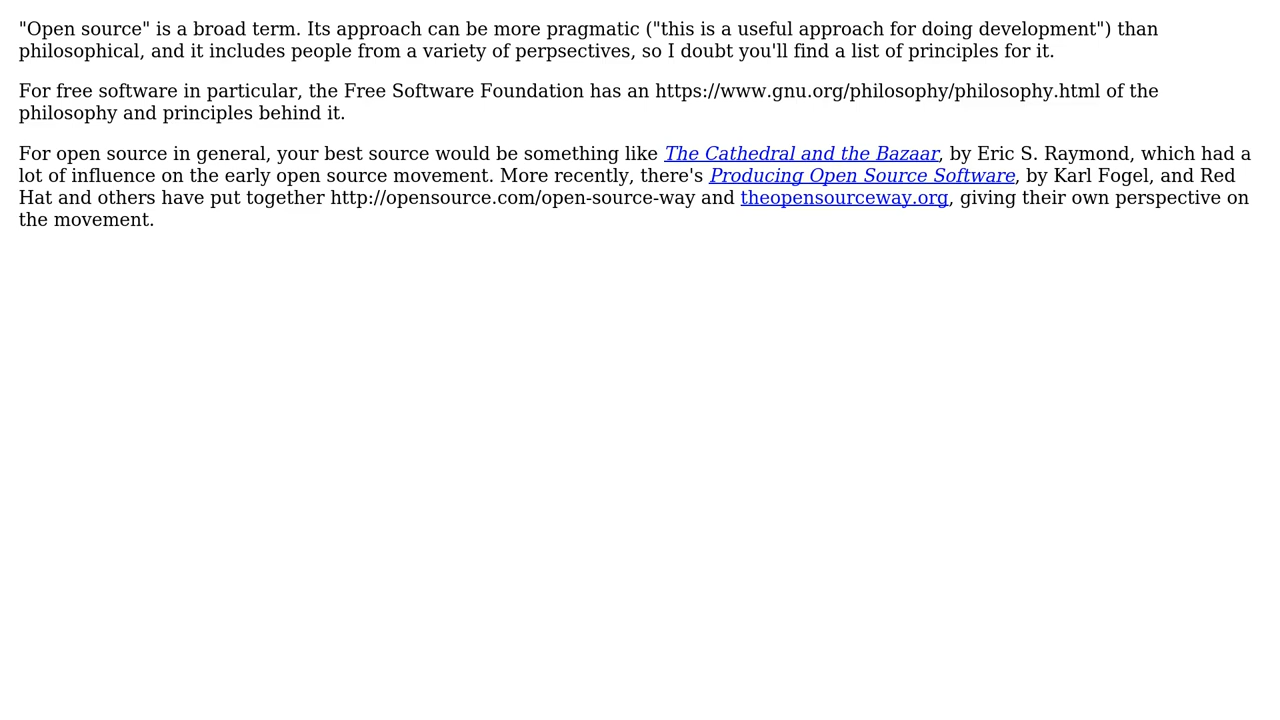 "Open source" is a broad term. Its approach can be more pragmatic ("this is a useful approach for doing development") than
philosophical, and it includes people from a variety of perpsectives, so I doubt you'll find a list of principles for it.
For free software in particular, the Free Software Foundation has an https://www.gnu.org/philosophy/philosophy.html of the
philosophy and principles behind it.
For open source in general, your best source would be something like The Cathedral and the Bazaar, by Eric S. Raymond, which had a
lot of influence on the early open source movement. More recently, there's Producing Open Source Software, by Karl Fogel, and Red
Hat and others have put together http://opensource.com/open-source-way and theopensourceway.org, giving their own perspective on
the movement.